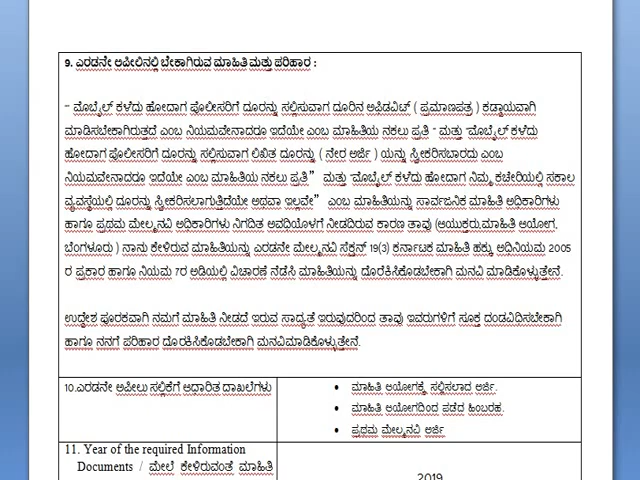 9. ಎರಡನೇ ಅಪೀಲಿನಲ್ಲಿ ಬೇಕಾಗಿರುವ ಮಾಹಿತಿ ಮತ್ತು ಪರಿಹಾರ :
– ಮೊಬೈಲ್ ಕಳೆದು ಹೋದಾಗ ಪೊಲೀಸರಿಗೆ ದೂರನ್ನು ಸಲ್ಲಿಸುವಾಗ ದೂರಿನ ಅಫಿಡವಿಟ್ ( ಪ್ರಮಾಣಪತ್ರ ) ಕಡ್ಡಾಯವಾಗಿ
ಮಾಡಿಸಬೇಕಾಗಿರುತ್ತದೆ ಎಂಬ ನಿಯಮವೇನಾದರೂ ಇದೆಯೇ ಎಂಬ ಮಾಹಿತಿಯ ನಕಲು ಪ್ರತಿ - ಮತ್ತು "ಮೊಬೈಲ್ ಕಳೆದು
ಹೋದಾಗ ಪೊಲೀಸರಿಗೆ ದೂರನ್ನು ಸಲ್ಲಿಸುವಾಗ ಲಿಖಿತ ದೂರನ್ನು ( ನೇರ ಅರ್ಜಿ ) ಯನ್ನು ಸ್ವೀಕರಿಸಬಾರದು ಎಂಬ
ನಿಯಮವೇನಾದರೂ ಇದೆಯೇ ಎಂಬ ಮಾಹಿತಿಯ ನಕಲು ಪ್ರತಿ” ಮತ್ತು "ಮೊಬೈಲ್ ಕಳೆದು ಹೋದಾಗ ನಿಮ್ಮ ಕಚೇರಿಯಲ್ಲಿ ಸಕಾಲ
ವ್ಯವಸ್ಥೆಯಲ್ಲಿ ದೂರನ್ನು ಸ್ವೀಕರಿಸಲಾಗುತ್ತಿದೆಯೇ ಅಥವಾ ಇಲ್ಲವೇ” ಎಂಬ ಮಾಹಿತಿಯನ್ನು ಸಾರ್ವಜನಿಕ ಮಾಹಿತಿ ಅಧಿಕಾರಿಗಳು
ಹಾಗೂ ಪ್ರಥಮ ಮೇಲ್ಮನವಿ ಅಧಿಕಾರಿಗಳು ನಿಗದಿತ ಅವಧಿಯೊಳಗೆ ನೀಡದಿರುವ ಕಾರಣ ತಾವು (ಆಯುಕ್ತರು,ಮಾಹಿತಿ ಆಯೋಗ,
ಬೆಂಗಳೂರು ) ನಾನು ಕೇಳಿರುವ ಮಾಹಿತಿಯನ್ನು ಎರಡನೇ ಮೇಲ್ಮನವಿ ಸೆಕ್ಷನ್ 19(3) ಕರ್ನಾಟಕ ಮಾಹಿತಿ ಹಕ್ಕು ಅಧಿನಿಯಮ 2005
ರ ಪ್ರಕಾರ ಹಾಗೂ ನಿಯಮ 7ರ ಅಡಿಯಲ್ಲಿ ವಿಚಾರಣೆ ನಡೆಸಿ ಮಾಹಿತಿಯನ್ನು ದೊರೆಕಿಸಿಕೊಡಬೇಕಾಗಿ ಮನವಿ ಮಾಡಿಕೊಳ್ಳುತ್ತೇನೆ.
ಉದ್ದೇಶ ಪೂರಕವಾಗಿ ನಮಗೆ ಮಾಹಿತಿ ನೀಡದೆ ಇರುವ ಸಾಧ್ಯತೆ ಇರುವುದರಿಂದ ತಾವು ಇವರುಗಳಿಗೆ ಸೂಕ್ತ ದಂಡವಿಧಿಸಬೇಕಾಗಿ
ಹಾಗೂ ನನಗೆ ಪರಿಹಾರ ದೊರಕಿಸಿಕೊಡಬೇಕಾಗಿ ಮನವಿಮಾಡಿಕೊಳ್ಳುತ್ತೇನೆ.
10.ಎರಡನೇ ಅಪೀಲು ಸಲ್ಲಿಕೆಗೆ ಆಧಾರಿತ ದಾಖಲೆಗಳು
• ಮಾಹಿತಿ ಆಯೋಗಕ್ಕೆ ಸಲ್ಲಿಸಲಾದ ಅರ್ಜಿ.
• ಮಾಹಿತಿ ಆಯೋಗದಿಂದ ಪಡೆದ ಹಿಂಬರಹ.
• ಪ್ರಥಮ ಮೇಲ್ಮನವಿ ಅರ್ಜಿ
11. Year of the required Information
Documents / ಮೇಲೆ ಕೇಳಿರುವಂತೆ ಮಾಹಿತಿ
2019